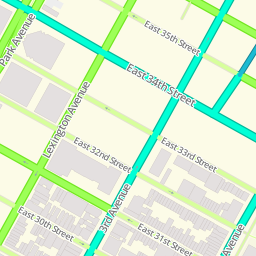 East 35th Street
Park Avenue
East 34th Street
Lexington Avenue
East 32nd Street
East 33rd Street
3rd Avenue
East 30th Street
East 31st Street
Avenue